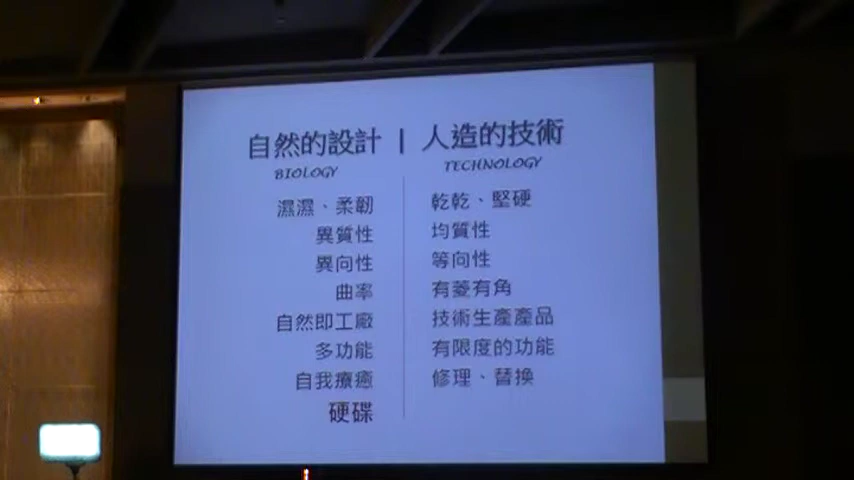 自然的設計 | 人造的技術
BIOLOGY TECHNOLOGY
濕濕、柔韌 乾乾、堅硬
異質性 均質性
異向性 等向性
曲率 有菱有角
自然即工廠 技術生產產品
多功能 有限度的功能
自我療癒 修理、替換
硬碟